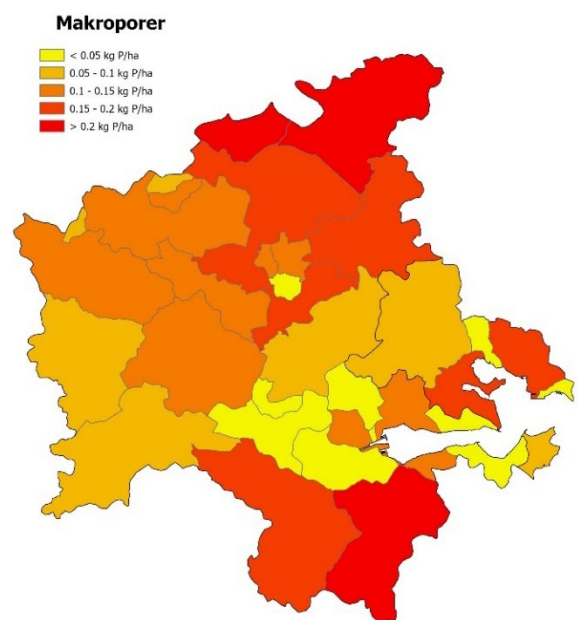 Makroporer
< 0.05 kg P/ha
0.05 - 0.1 kg P/ha
0.1 - 0.15 kg P/ha
0.15 - 0.2 kg P/ha
> 0.2 kg P/ha